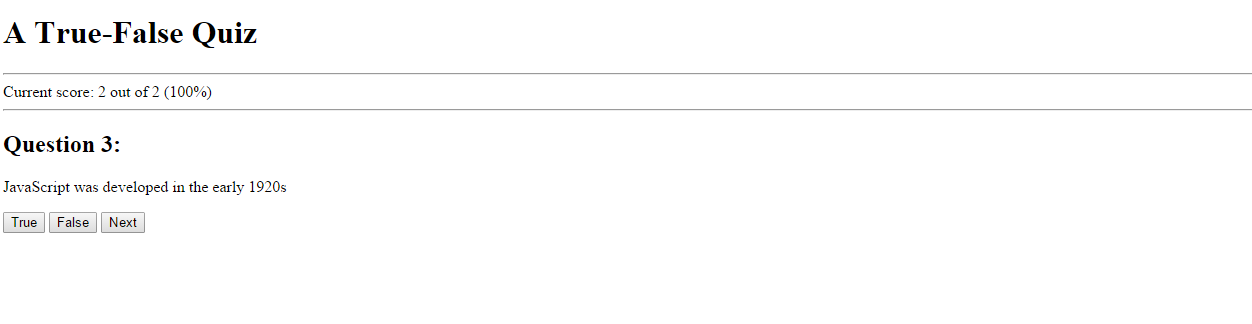 A True-False Quiz
Current score: 2 out of 2 (100%)
Question 3:
JavaScript was developed in the early 1920s
True False Next